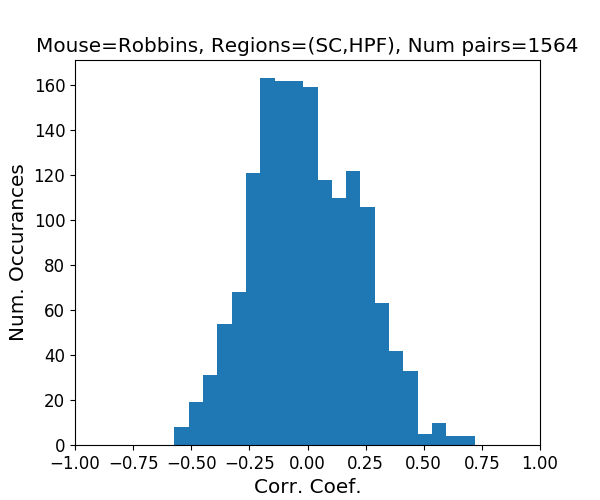 Mouse=Robbins, Regions=(SC,HPF), Num pairs=1564
160
140
120
100
80
60
40
20
0
Num. Occurances
−1.00 −0.75 −0.50 −0.25 0.00 0.25 0.50 0.75 1.00
Corr. Coef.